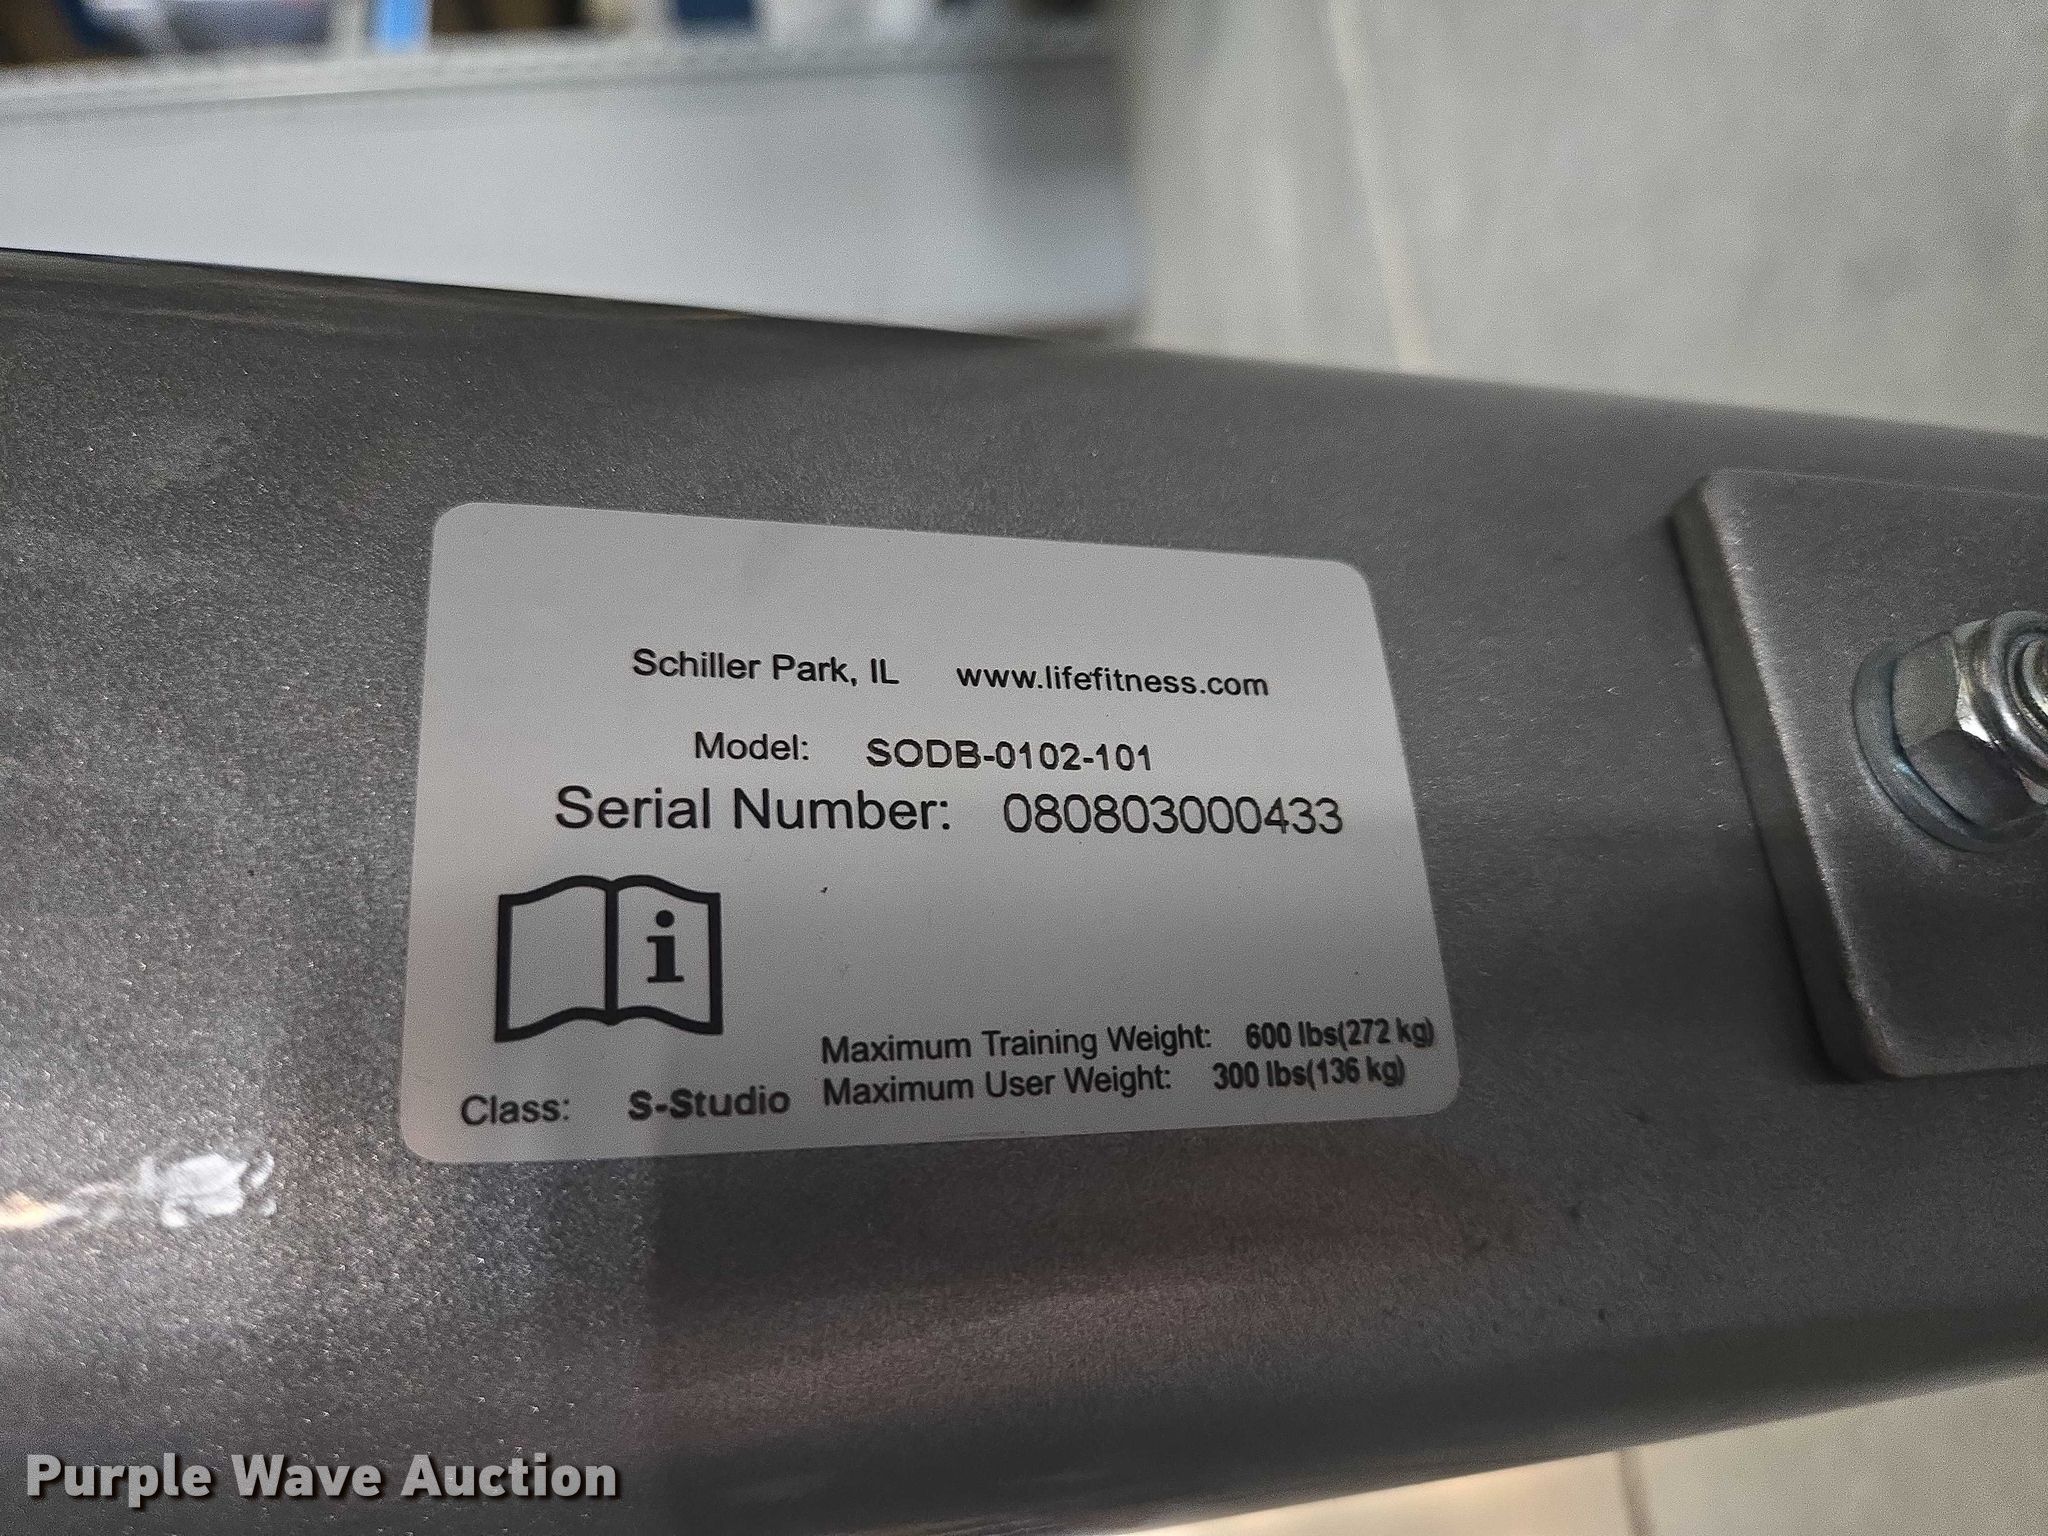 Schiller Park, IL www.lifefitness.com
Model: SODB-0102-101
Serial Number: 080803000433
i
Maximum Training Weight: 600 lbs(272 kg)
Maximum User Weight: 300 lbs(136 kg)
Class: S-Studio
Purple Wave Auction